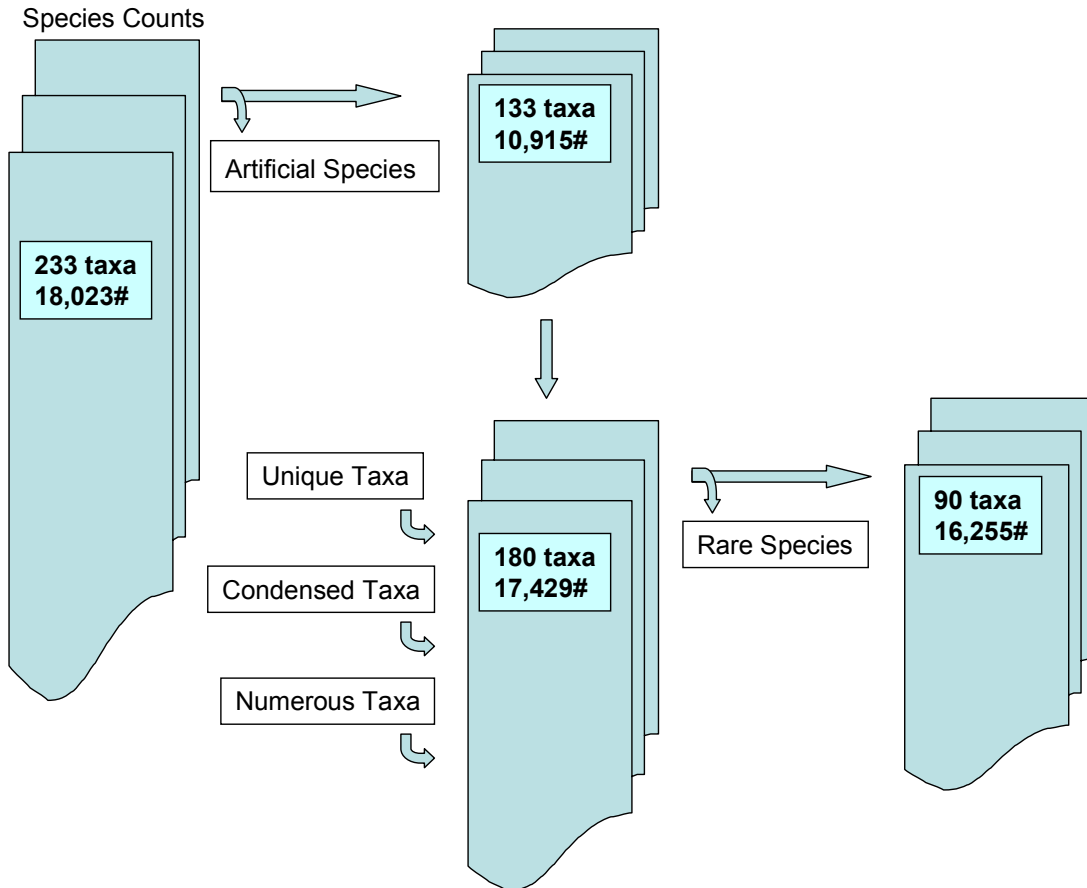 Species Counts
233 taxa
18,023#
Artificial Species
133 taxa
10,915#
Unique Taxa
Condensed Taxa
Numerous Taxa
180 taxa
17,429#
Rare Species
90 taxa
16,255#